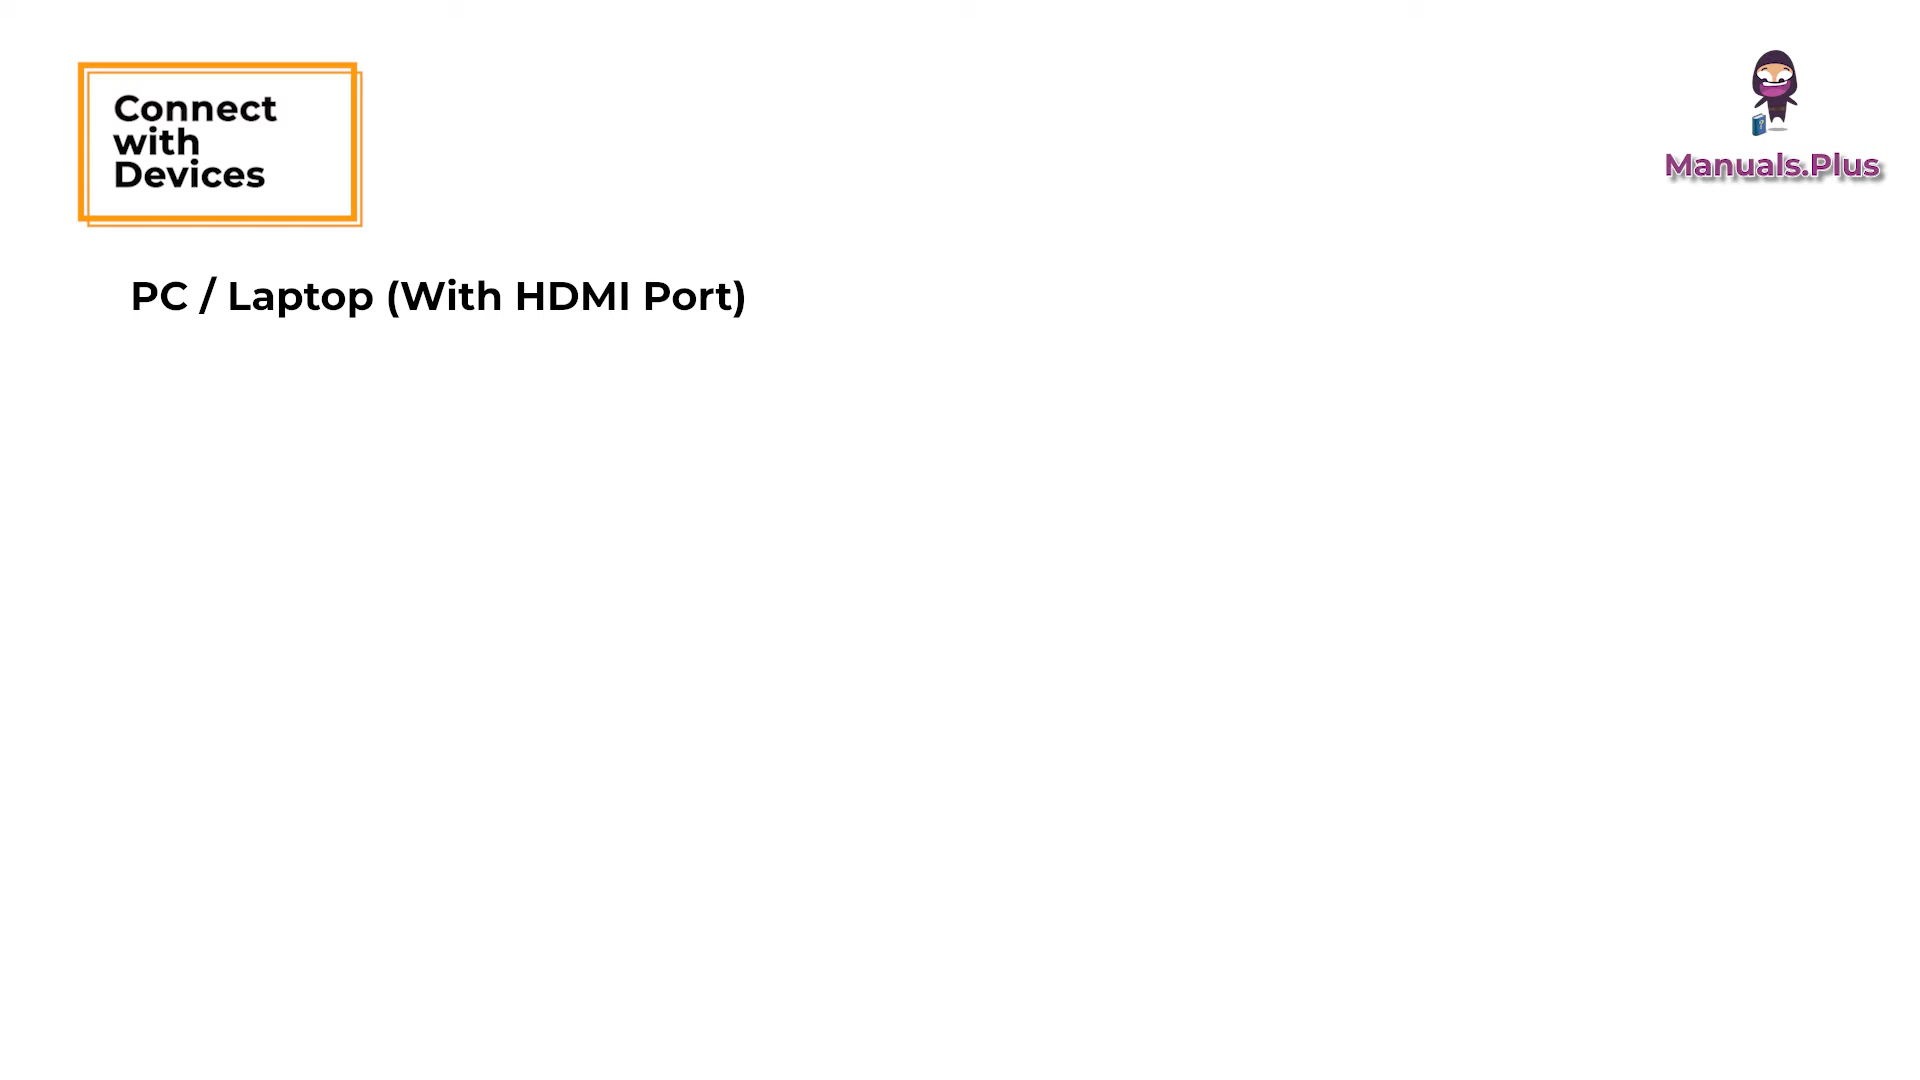 Connect
with
Devices
Manuals.Plus
PC / Laptop (With HDMI Port)